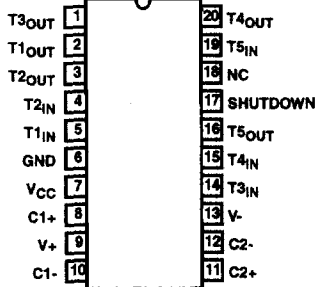 T3OUT 1 20 T4OUT
T1OUT 2 19 T5IN
T2OUT 3 18 NC
T2IN 4 17 SHUTDOWN
T1IN 5 16 T5OUT
GND 6 15 T4IN
VCC 7 14 T3IN
C1+ 8 13 V-
V+ 9 12 C2-
C1- 10 11 C2+